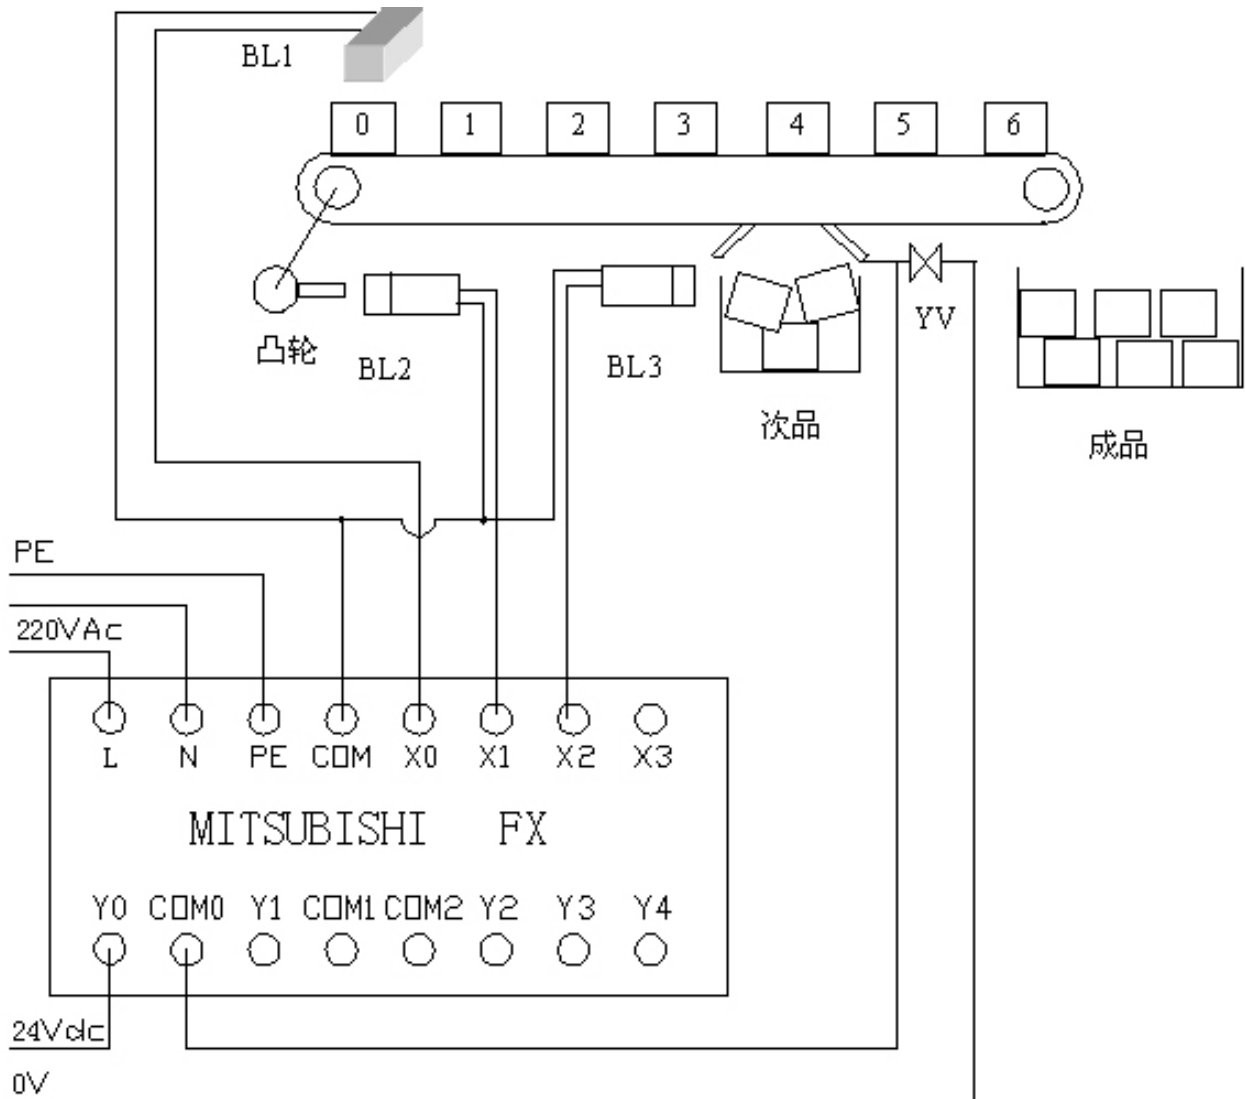 BL1
0 1 2 3 4 5 6
凸轮
BL2
BL3
YV
次品
成品
PE
220VAc
L N PE COM X0 X1 X2 X3
MITSUBISHI FX
Y0 COM0 Y1 COM1 COM2 Y2 Y3 Y4
24Vdc
0V